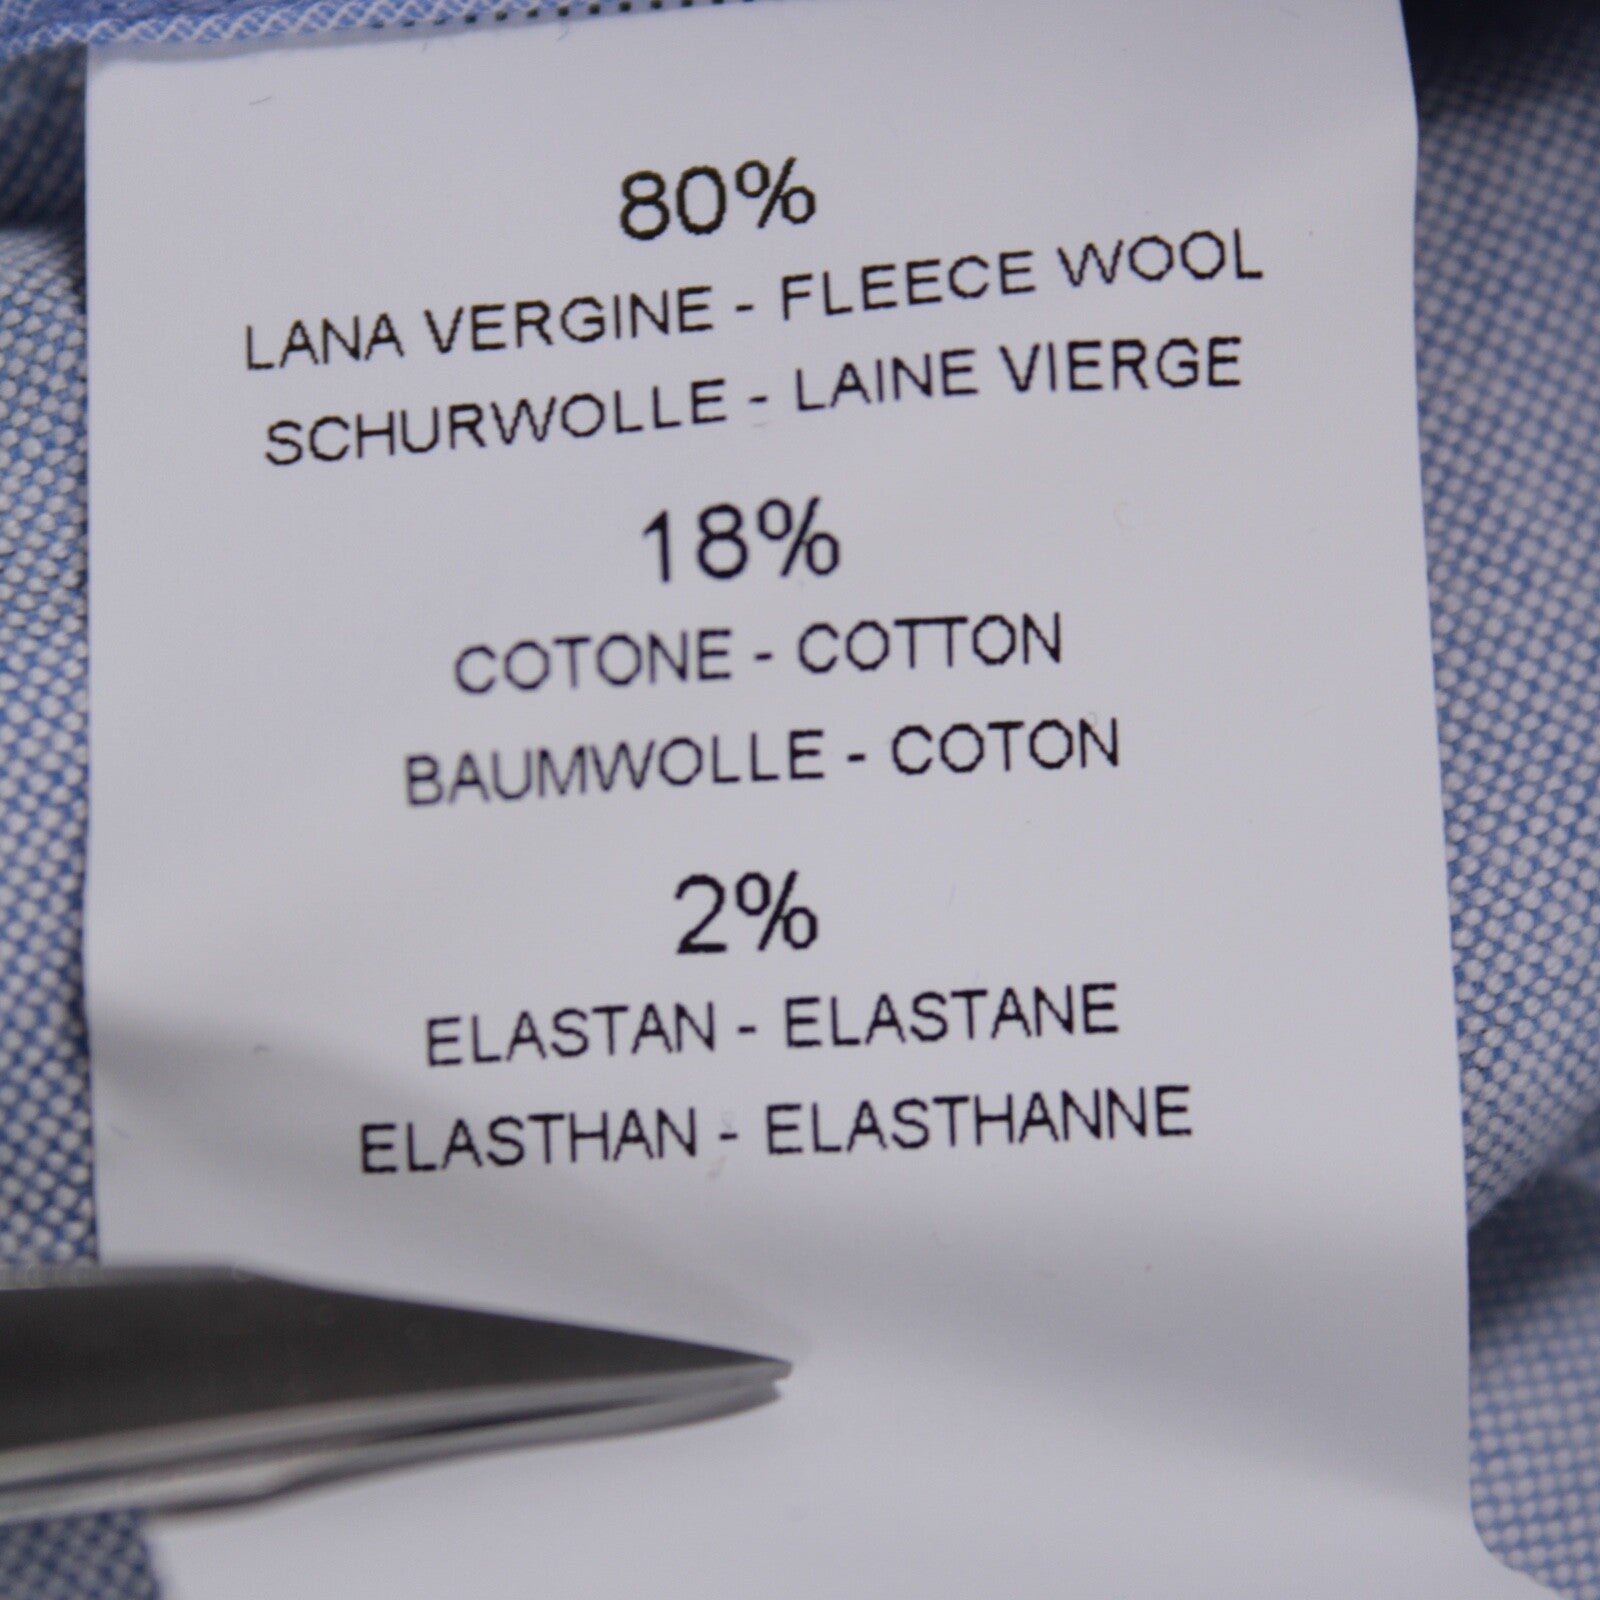 80%
LANA VERGINE - FLEECE WOOL
SCHURWOLLE - LAINE VIERGE
18%
COTONE - COTTON
BAUMWOLLE - COTON
2%
ELASTAN - ELASTANE
ELASTHAN - ELASTHANNE